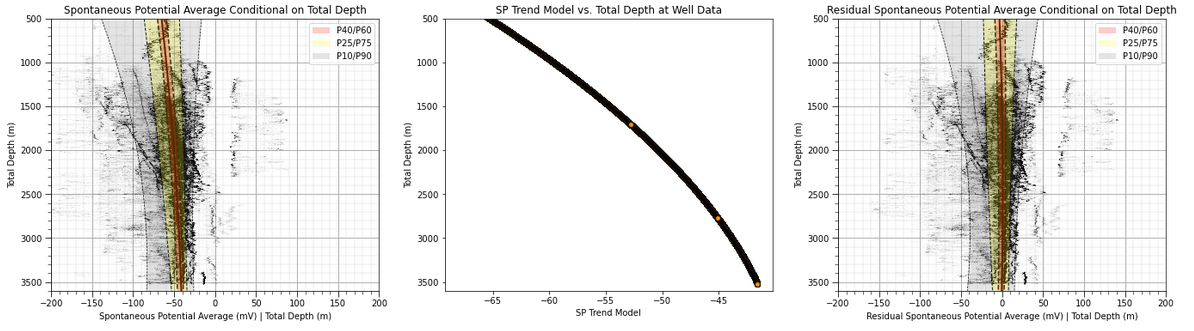 Spontaneous Potential Average Conditional on Total Depth
500
1000
1500
2000
2500
3000
3500
Total Depth (m)
P40/P60
P25/P75
P10/P90
−200 −150 −100 −50 0 50 100 150 200
Spontaneous Potential Average (mV) | Total Depth (m)
SP Trend Model vs. Total Depth at Well Data
500
1000
1500
2000
2500
3000
3500
Total Depth (m)
−65 −60 −55 −50 −45
SP Trend Model
Residual Spontaneous Potential Average Conditional on Total Depth
500
1000
1500
2000
2500
3000
3500
Total Depth (m)
P40/P60
P25/P75
P10/P90
−200 −150 −100 −50 0 50 100 150 200
Residual Spontaneous Potential Average (mV) | Total Depth (m)